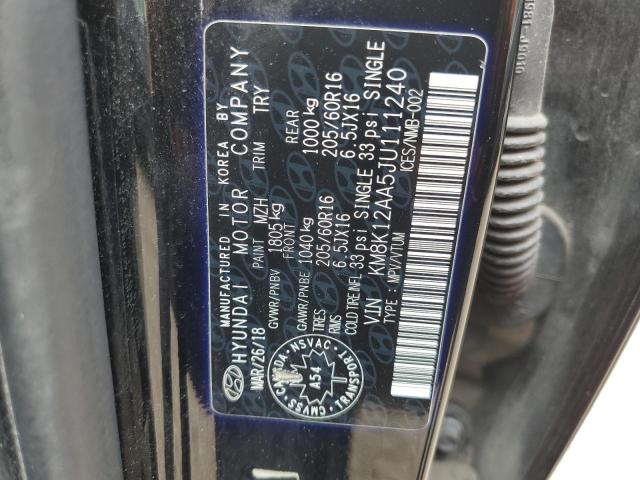 MANUFACTURED IN KOREA BY
HYUNDAI MOTOR COMPANY
MAR/26/18 PAINT MZH TRIM TRY
GVWR/PNBV 1805kg
FRONT REAR
GAWR/PNBE 1040kg 1000kg
TIRES 205/60R16 205/60R16
RIMS 6.5JX16 6.5JX16
COLD TIRE INFL 33 psi SINGLE 33 psi SINGLE
VIN KM8K12AA5JU111240
TYPE : MPV/VTUM ICES/NMB-002
CANADA NSVAC
A54
CMVSS TRANSPORT